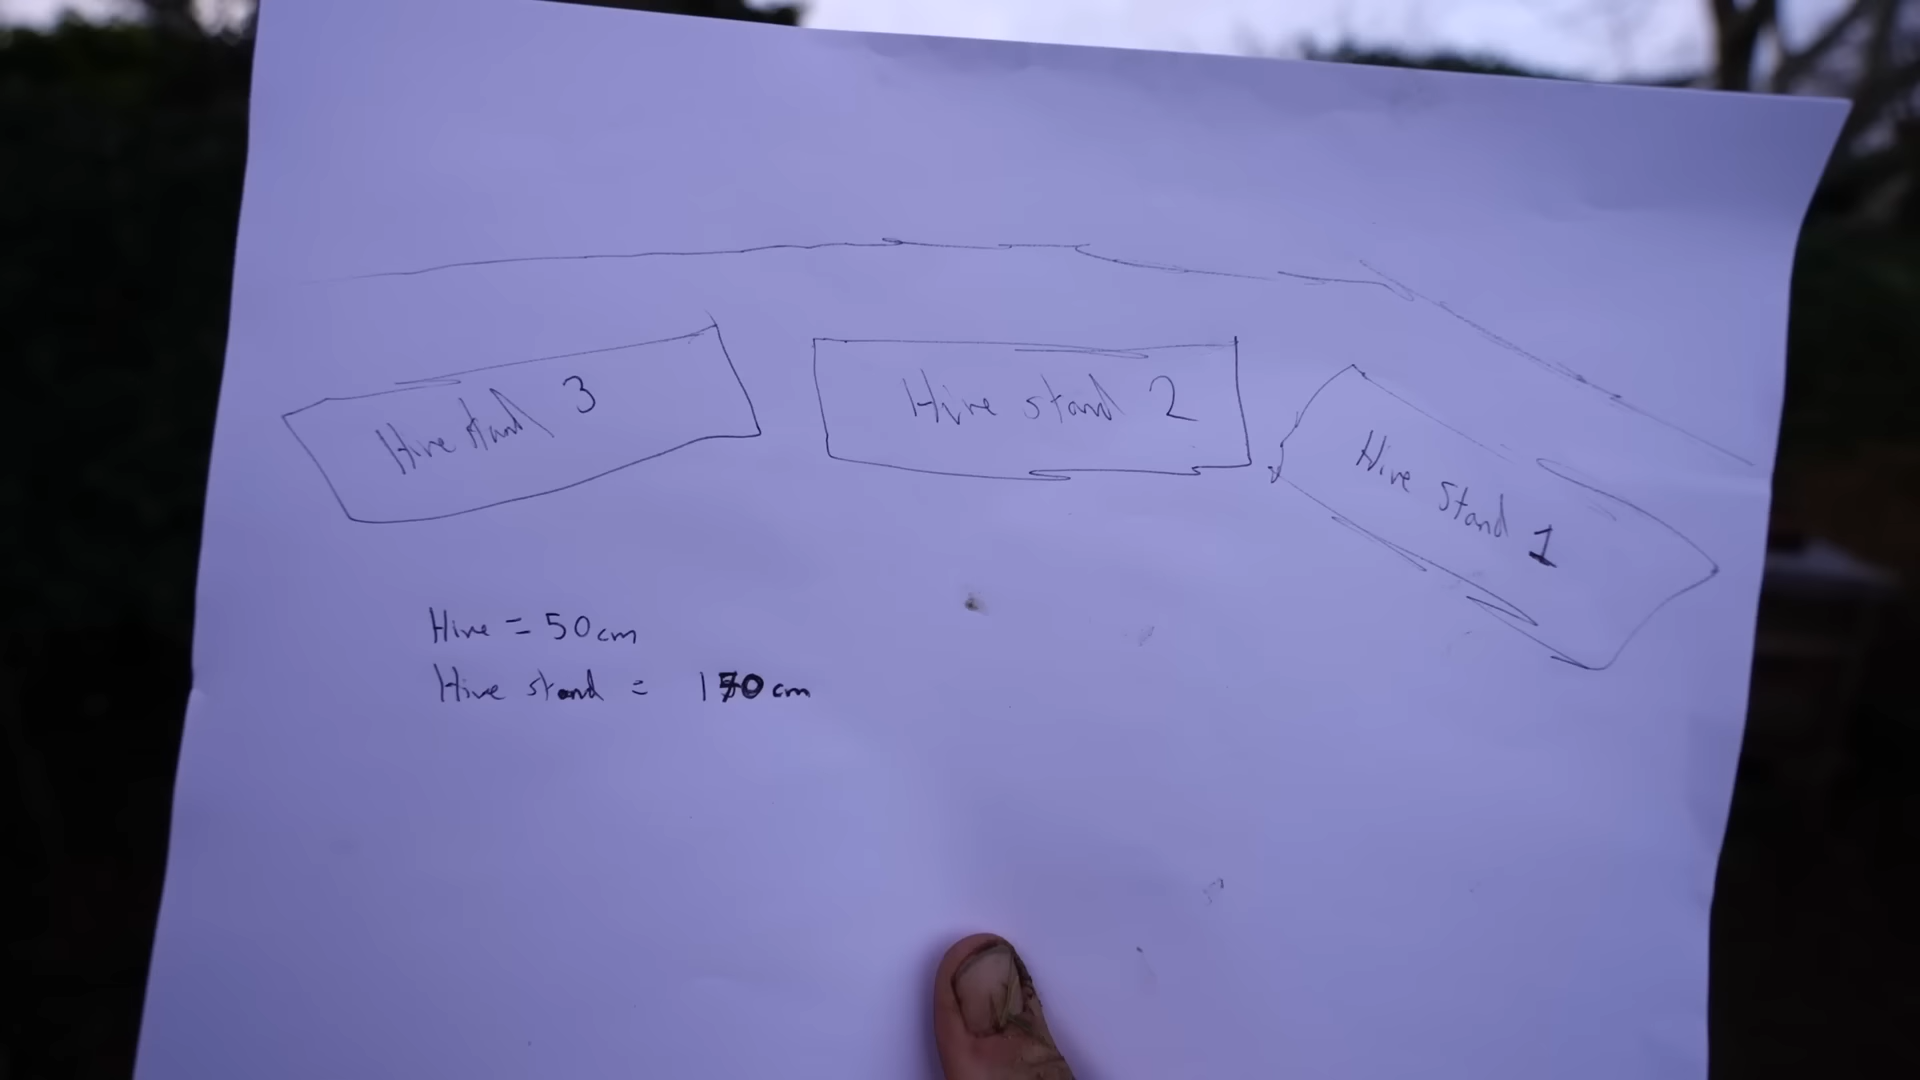 Hive stand 3
Hive stand 2
Hive stand 1
Hive = 50cm
Hive stand = 170cm